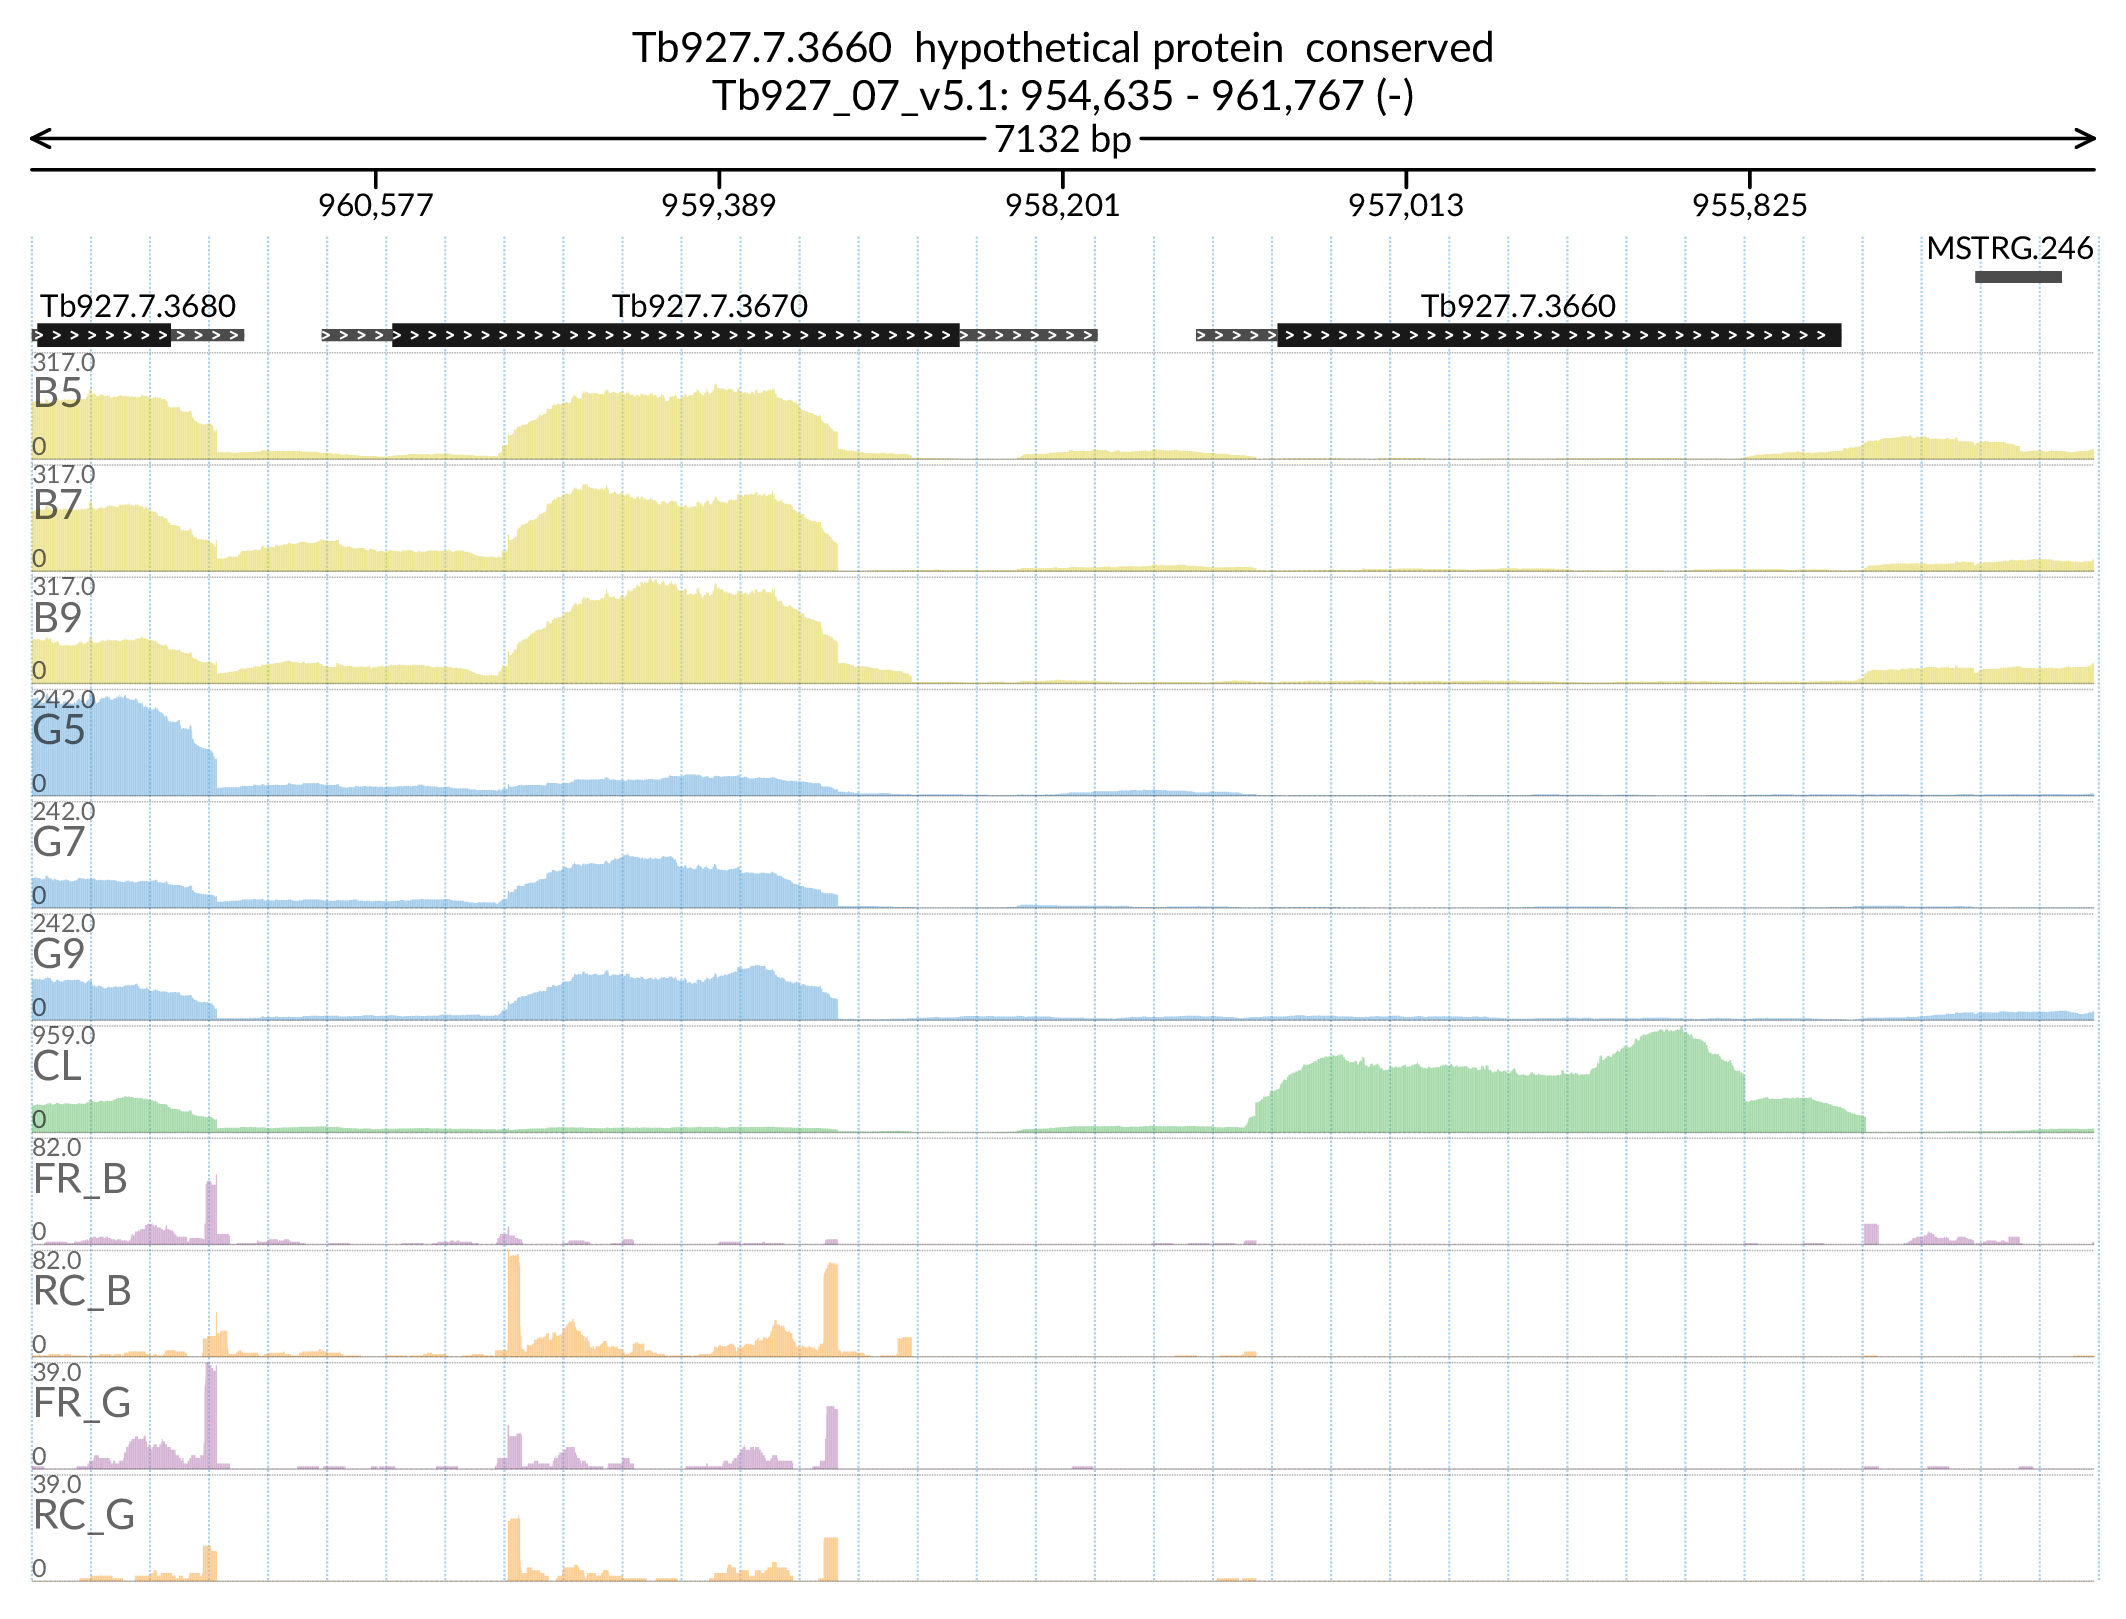 Tb927.7.3660 hypothetical protein conserved
Tb927_07_v5.1: 954,635 - 961,767 (-)
7132 bp
960,577 959,389 958,201 957,013 955,825
MSTRG.246
Tb927.7.3680 Tb927.7.3670 Tb927.7.3660
317.0
B5
0
317.0
B7
0
317.0
B9
0
242.0
G5
0
242.0
G7
0
242.0
G9
0
959.0
CL
0
82.0
FR_B
0
82.0
RC_B
0
39.0
FR_G
0
39.0
RC_G
0